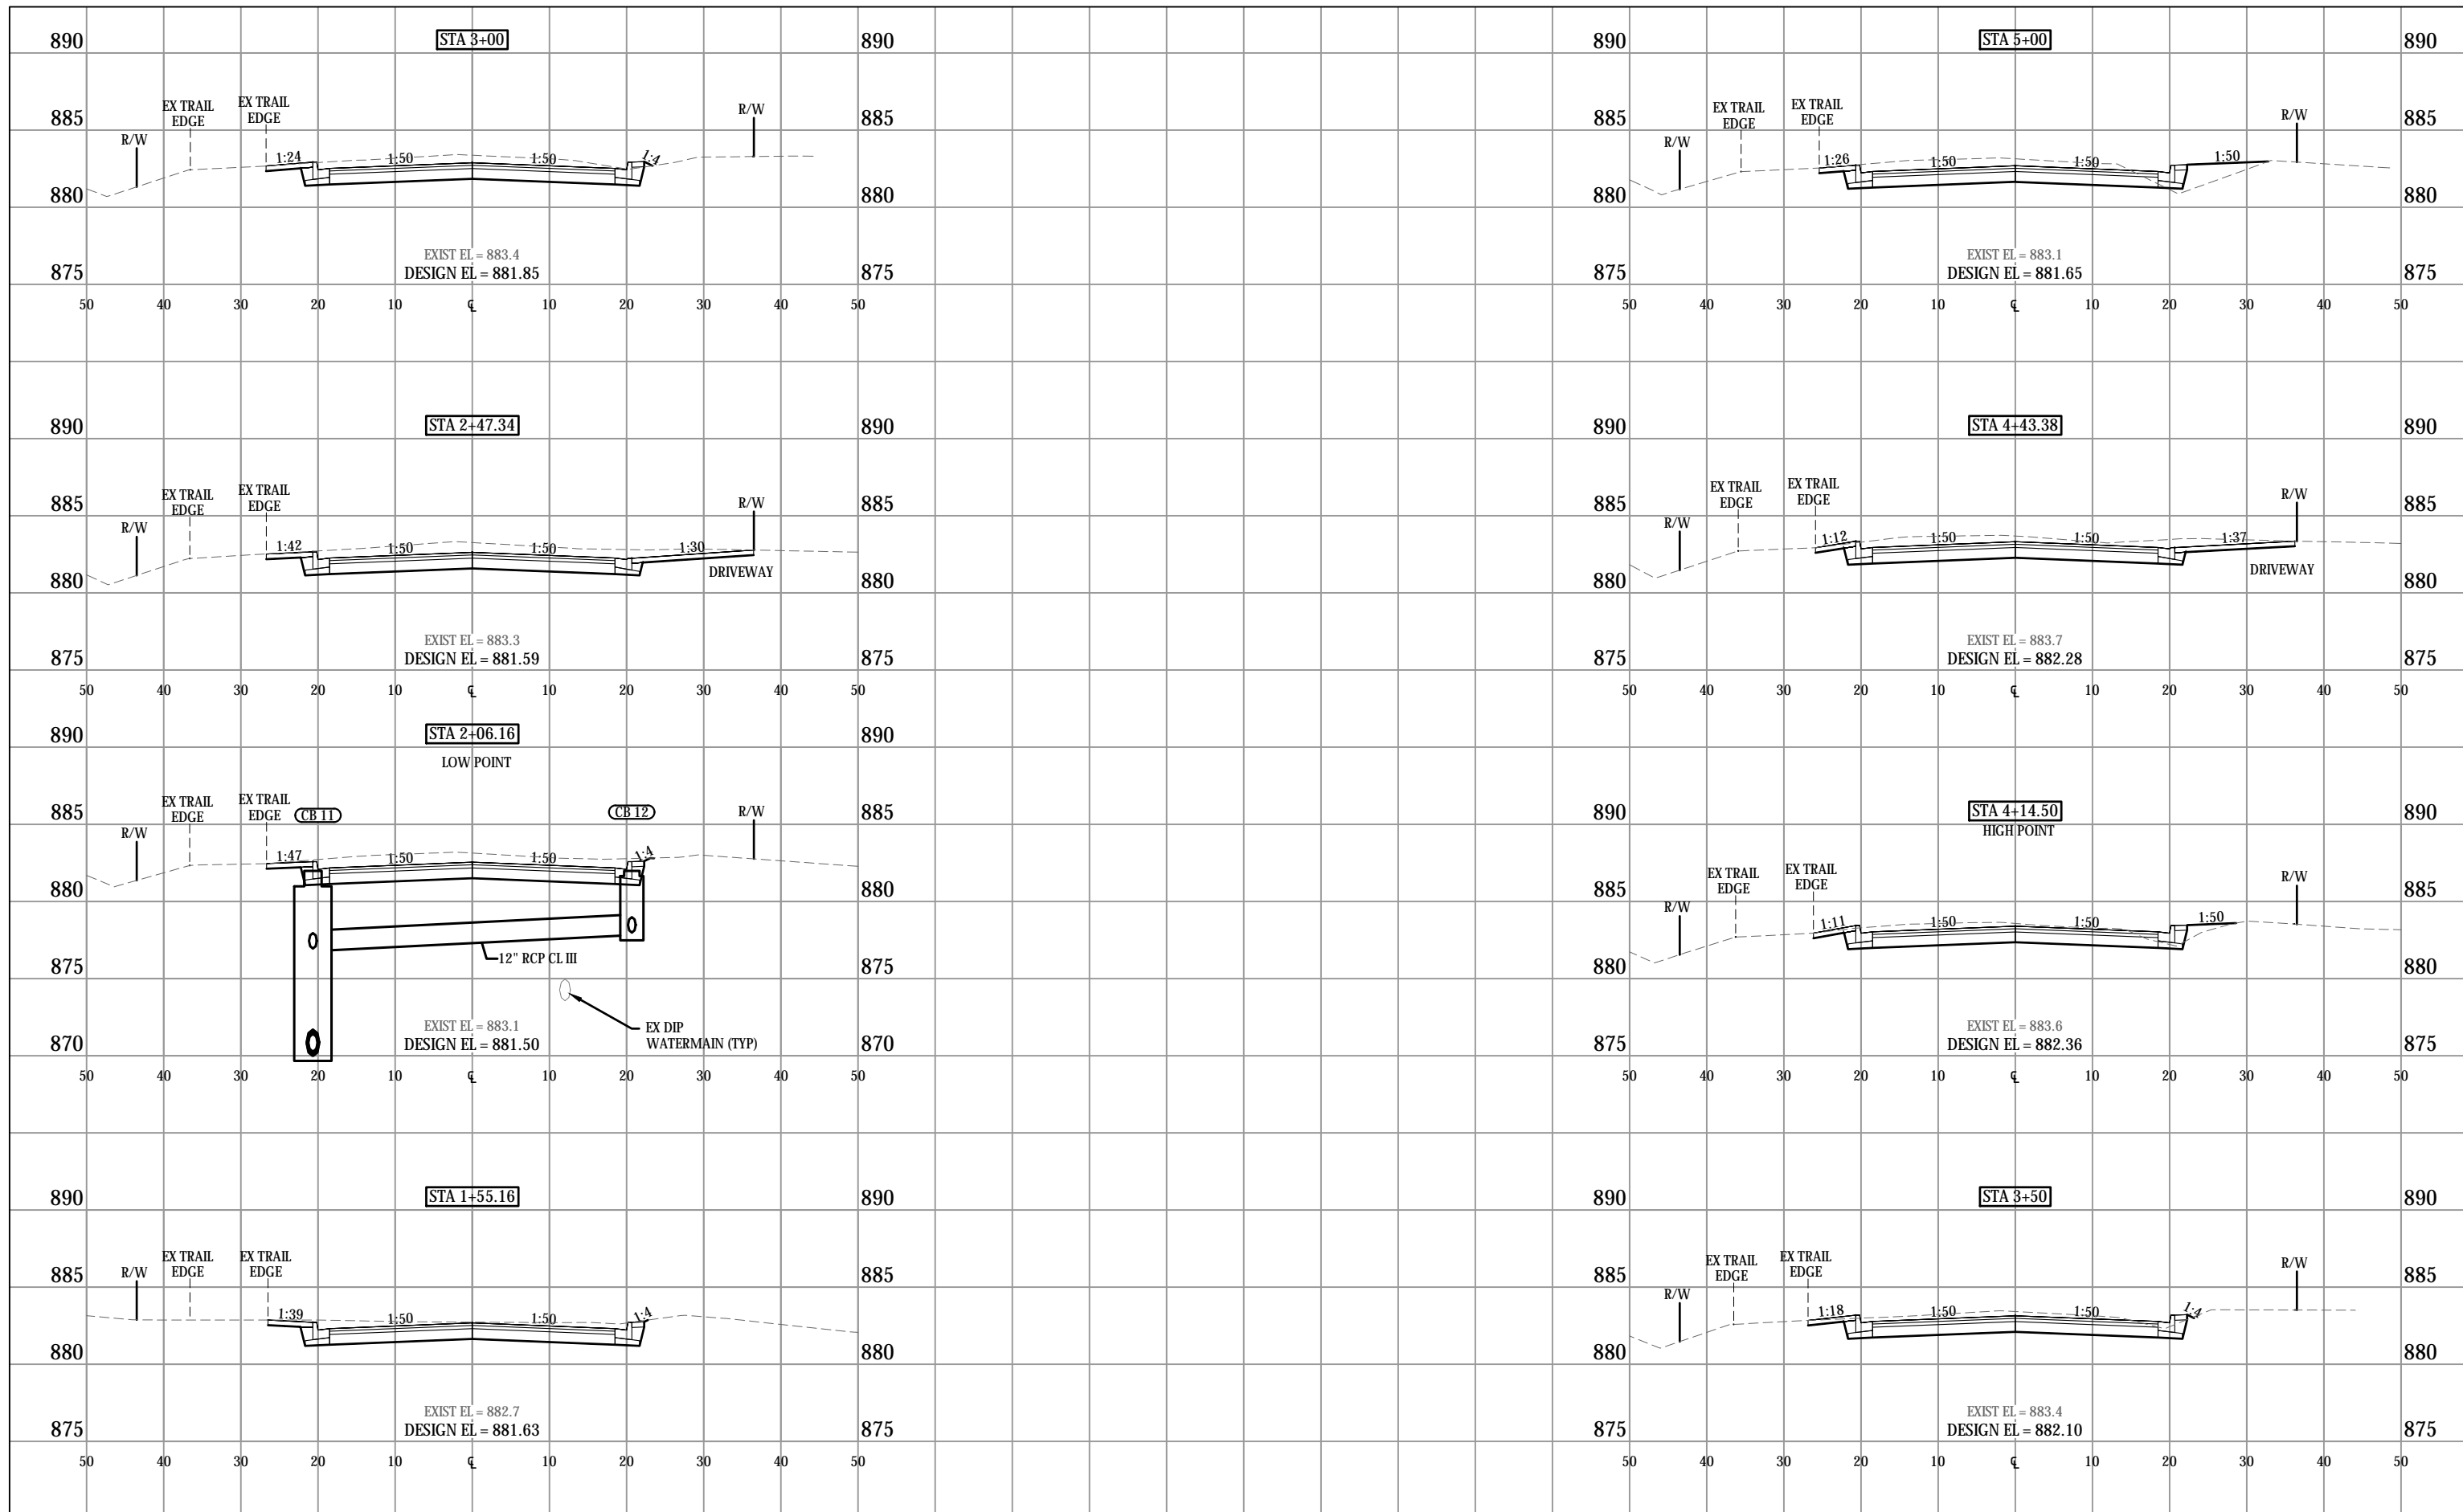 STA 3+00
890 890
EX TRAIL
EDGE
EX TRAIL
EDGE
R/W
R/W
885 885
1:24 1:50 1:50 1:4
880 880
EXIST EL = 883.4
DESIGN EL = 881.85
875 875
50 40 30 20 10 ℄ 10 20 30 40 50
STA 2+47.34
890 890
EX TRAIL
EDGE
EX TRAIL
EDGE
R/W
R/W
885 885
1:42 1:50 1:50 1:30
DRIVEWAY
880 880
EXIST EL = 883.3
DESIGN EL = 881.59
875 875
50 40 30 20 10 ℄ 10 20 30 40 50
STA 2+06.16
890 890
LOW POINT
EX TRAIL
EDGE
EX TRAIL
EDGE
CB 11
CB 12
R/W
R/W
885 885
1:47 1:50 1:50 1:4
880 880
12" RCP CL III
875 875
EX DIP
WATERMAIN (TYP)
EXIST EL = 883.1
DESIGN EL = 881.50
870 870
50 40 30 20 10 ℄ 10 20 30 40 50
STA 1+55.16
890 890
EX TRAIL
EDGE
EX TRAIL
EDGE
R/W
R/W
885 885
1:39 1:50 1:50 1:4
880 880
EXIST EL = 882.7
DESIGN EL = 881.63
875 875
50 40 30 20 10 ℄ 10 20 30 40 50
STA 5+00
890 890
EX TRAIL
EDGE
EX TRAIL
EDGE
R/W
R/W
885 885
1:26 1:50 1:50 1:50
880 880
EXIST EL = 883.1
DESIGN EL = 881.65
875 875
50 40 30 20 10 ℄ 10 20 30 40 50
STA 4+43.38
890 890
EX TRAIL
EDGE
EX TRAIL
EDGE
R/W
R/W
885 885
1:12 1:50 1:50 1:37
DRIVEWAY
880 880
EXIST EL = 883.7
DESIGN EL = 882.28
875 875
50 40 30 20 10 ℄ 10 20 30 40 50
STA 4+14.50
890 890
HIGH POINT
EX TRAIL
EDGE
EX TRAIL
EDGE
R/W
R/W
885 885
1:11 1:50 1:50 1:50
880 880
EXIST EL = 883.6
DESIGN EL = 882.36
875 875
50 40 30 20 10 ℄ 10 20 30 40 50
STA 3+50
890 890
EX TRAIL
EDGE
EX TRAIL
EDGE
R/W
R/W
885 885
1:18 1:50 1:50 1:4
880 880
EXIST EL = 883.4
DESIGN EL = 882.10
875 875
50 40 30 20 10 ℄ 10 20 30 40 50